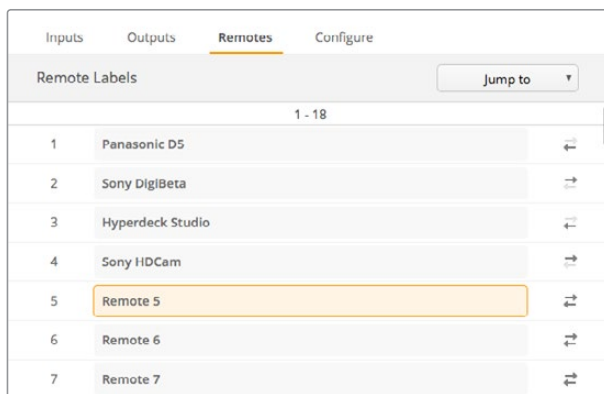 Inputs Outputs Remotes Configure
Remote Labels Jump to
1 - 18
1 Panasonic D5
2 Sony DigiBeta
3 Hyperdeck Studio
4 Sony HDCam
5 Remote 5
6 Remote 6
7 Remote 7